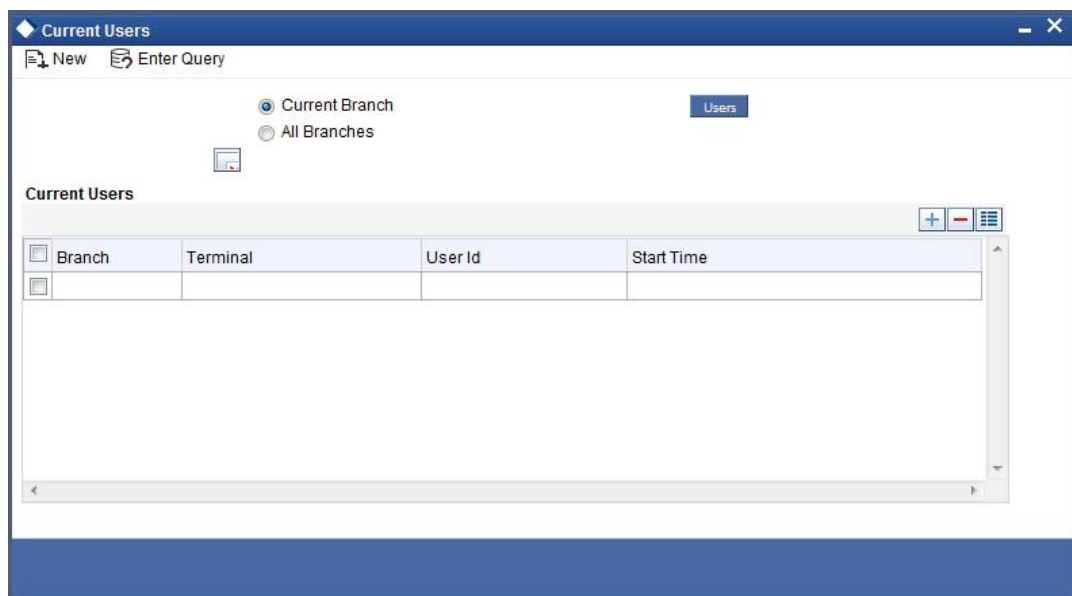 Current Users
New Enter Query
Current Branch Users
All Branches
Current Users
Branch Terminal User Id Start Time